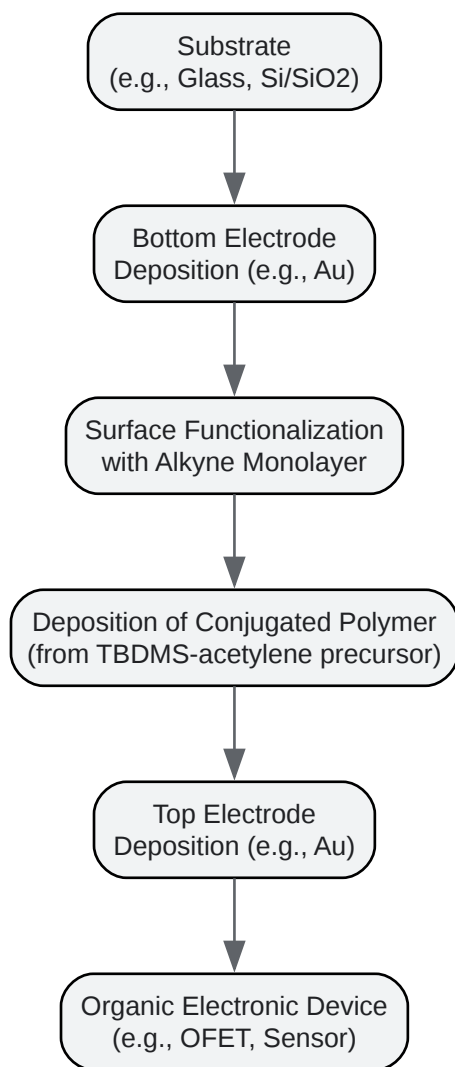 Substrate
(e.g., Glass, Si/SiO2)
Bottom Electrode
Deposition (e.g., Au)
Surface Functionalization
with Alkyne Monolayer
Deposition of Conjugated Polymer
(from TBDMS-acetylene precursor)
Top Electrode
Deposition (e.g., Au)
Organic Electronic Device
(e.g., OFET, Sensor)